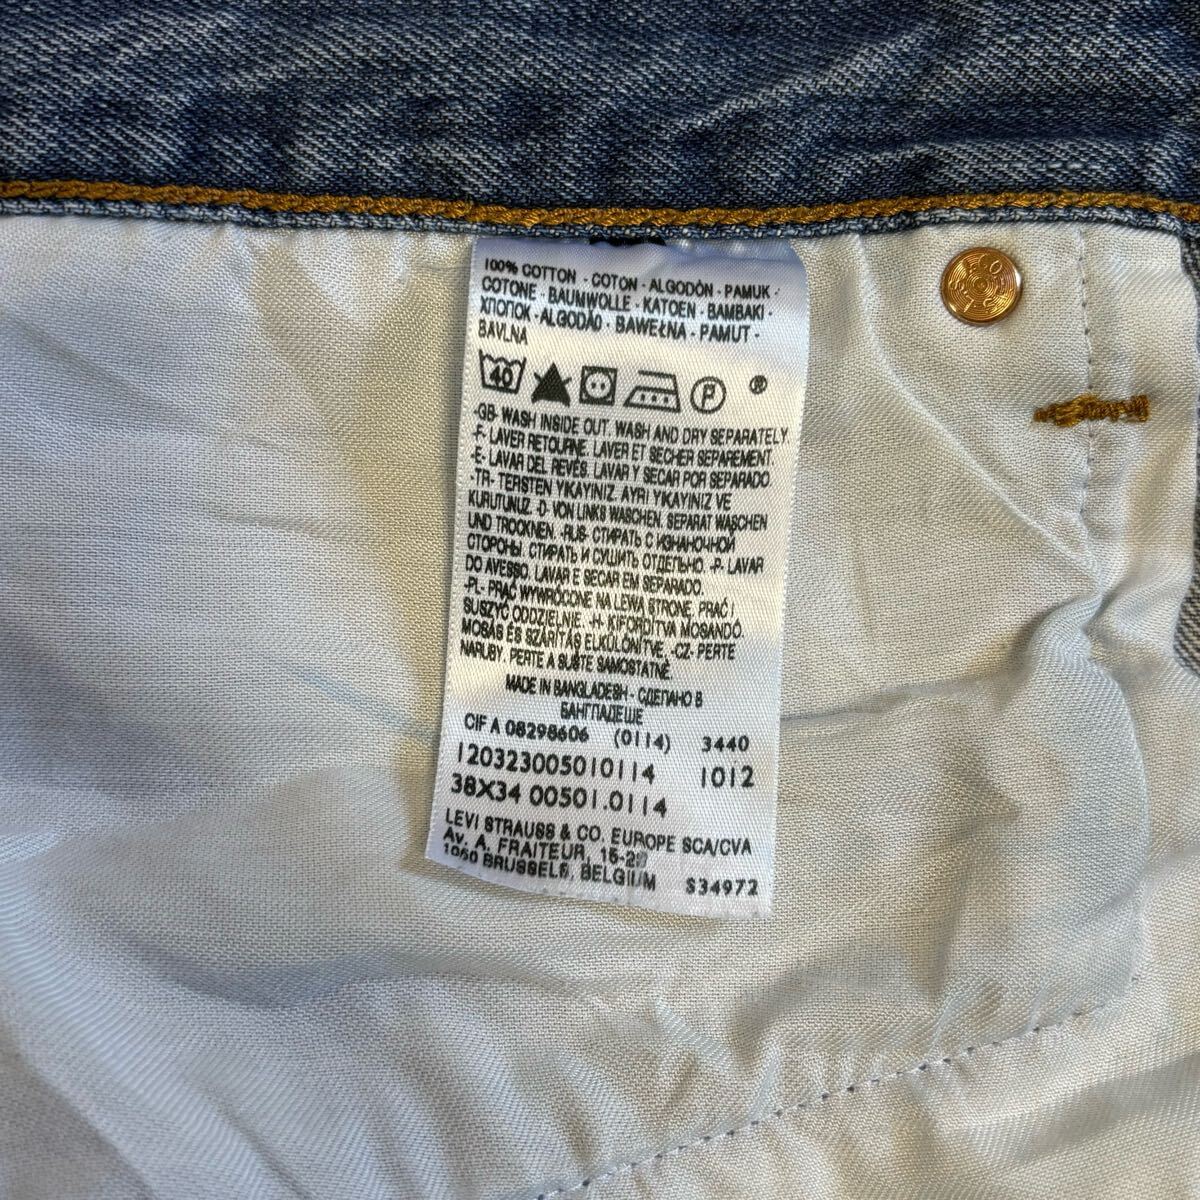 100% COTTON - COTON - ALGODÓN - PAMUK -
COTONE - BAUMWOLLE - KATOEN - BAMBAKI -
ХЛОПОК - ALGODÃO - BAWEŁNA - PAMUT -
BAVLNA
40 P ®
-GB- WASH INSIDE OUT. WASH AND DRY SEPARATELY.
-F- LAVER RETOURNE. LAVER ET SECHER SEPAREMENT.
-E- LAVAR DEL REVES. LAVAR Y SECAR POR SEPARADO.
-TR- TERSTEN YIKAYINIZ. AYRI YIKAYINIZ VE
KURUTUNUZ. -D- VON LINKS WASCHEN. SEPARAT WASCHEN
UND TROCKNEN. -RUS- СТИРАТЬ С ИЗНАНОЧНОЙ
СТОРОНЫ. СТИРАТЬ И СУШИТЬ ОТДЕЛЬНО. -P- LAVAR
DO AVESSO. LAVAR E SECAR EM SEPARADO.
-PL- PRAĆ WYWRÓCONE NA LEWĄ STRONĘ. PRAĆ I
SUSZYĆ ODDZIELNIE. -H- KIFORDÍTVA MOSANDÓ.
MOSÁS ÉS SZÁRÍTÁS ELKÜLÖNÍTVE. -CZ- PERTE
NARUBY. PERTE A SUŠTE SAMOSTATNĚ.
MADE IN BANGLADESH - СДЕЛАНО В
БАНГЛАДЕШЕ
CIF A 08298606 (0114) 3440
120323005010114 1012
38X34 00501.0114
LEVI STRAUSS & CO. EUROPE SCA/CVA
Av. A. FRAITEUR, 15-23
1050 BRUSSELS, BELGIUM S34972